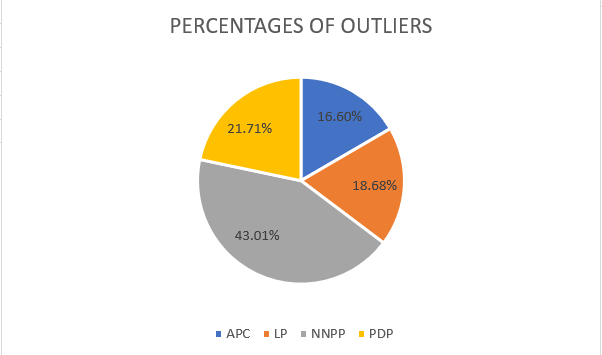 PERCENTAGES OF OUTLIERS
16.60%
21.71%
18.68%
43.01%
APC LP NNPP PDP